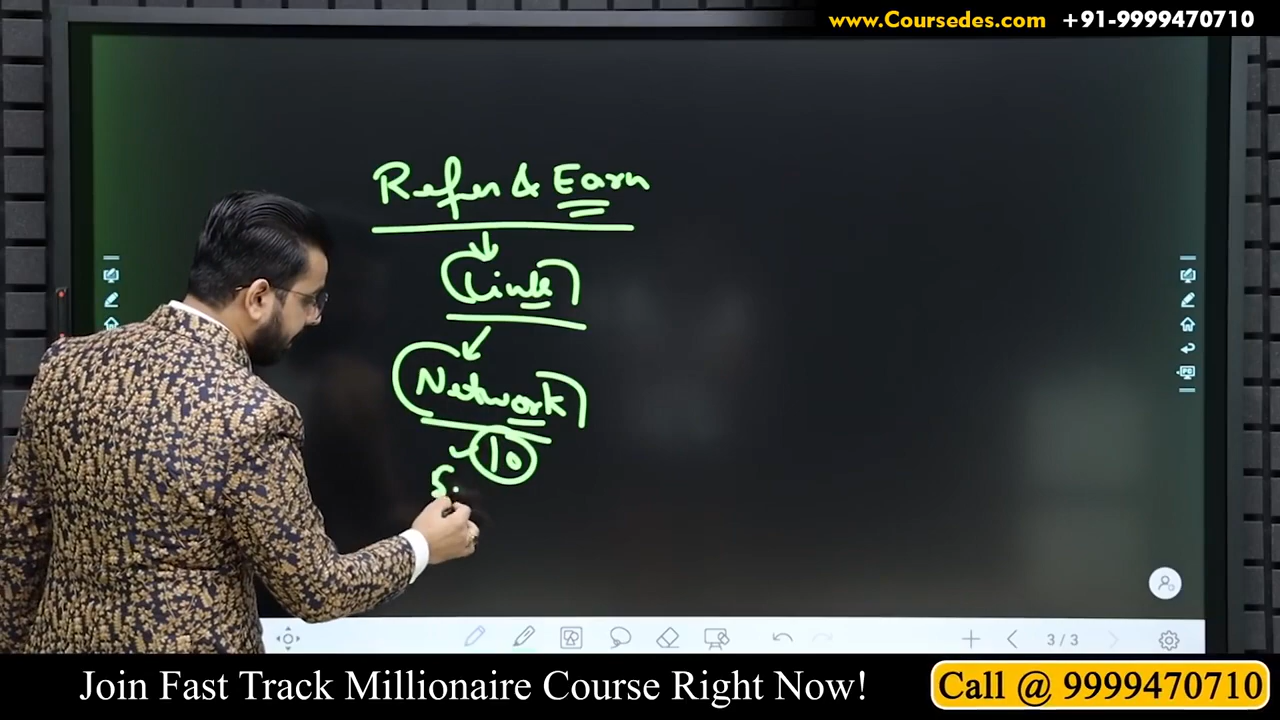 www.Coursedes.com +91-9999470710
Refer & Earn
Link
Network
10
3/3
Join Fast Track Millionaire Course Right Now!
Call @ 9999470710